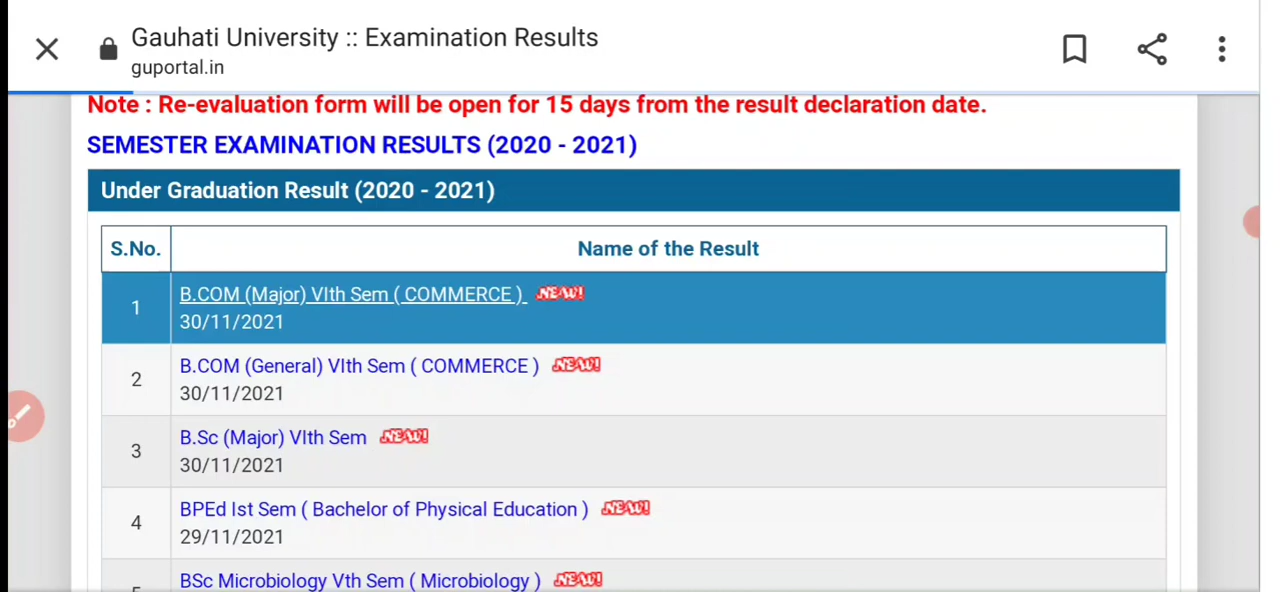 Gauhati University :: Examination Results
guportal.in
Note : Re-evaluation form will be open for 15 days from the result declaration date.
SEMESTER EXAMINATION RESULTS (2020 - 2021)
Under Graduation Result (2020 - 2021)
S.No. Name of the Result
1 B.COM (Major) VIth Sem ( COMMERCE ) NEW!
30/11/2021
2 B.COM (General) VIth Sem ( COMMERCE ) NEW!
30/11/2021
3 B.Sc (Major) VIth Sem NEW!
30/11/2021
4 BPEd Ist Sem ( Bachelor of Physical Education ) NEW!
29/11/2021
BSc Microbiology Vth Sem ( Microbiology ) NEW!